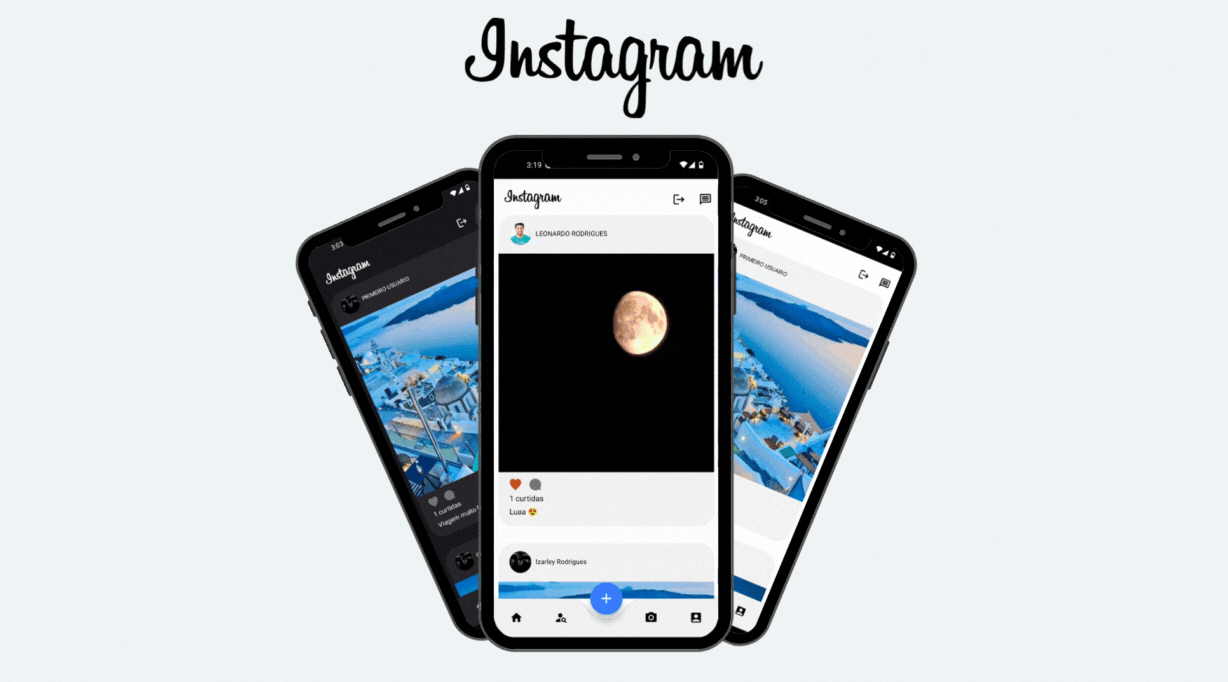 Instagram
3:03
Instagram
PRIMEIRO USUARIO
1 curtidas
Viagem muito
3:19
Instagram
LEONARDO RODRIGUES
1 curtidas
Luaa 😍
Izarley Rodrigues
3:05
Instagram
PRIMEIRO USUARIO